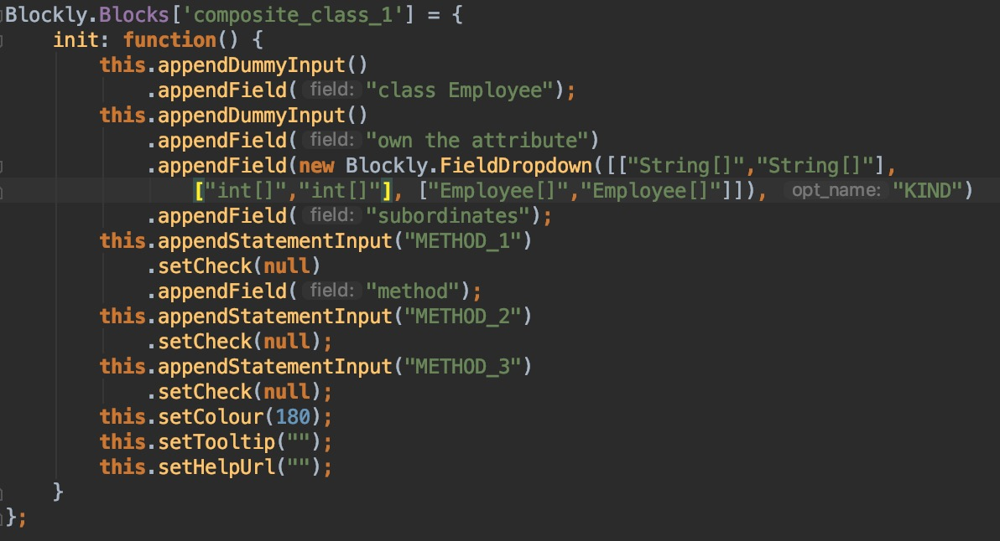 Blockly.Blocks['composite_class_1'] = {
    init: function() {
        this.appendDummyInput()
            .appendField( field: "class Employee");
        this.appendDummyInput()
            .appendField( field: "own the attribute")
            .appendField(new Blockly.FieldDropdown([["String[]","String[]"],
                ["int[]","int[]"], ["Employee[]","Employee[]"]]), opt_name: "KIND")
            .appendField( field: "subordinates");
        this.appendStatementInput("METHOD_1")
            .setCheck(null)
            .appendField( field: "method");
        this.appendStatementInput("METHOD_2")
            .setCheck(null);
        this.appendStatementInput("METHOD_3")
            .setCheck(null);
        this.setColour(180);
        this.setTooltip("");
        this.setHelpUrl("");
    }
};